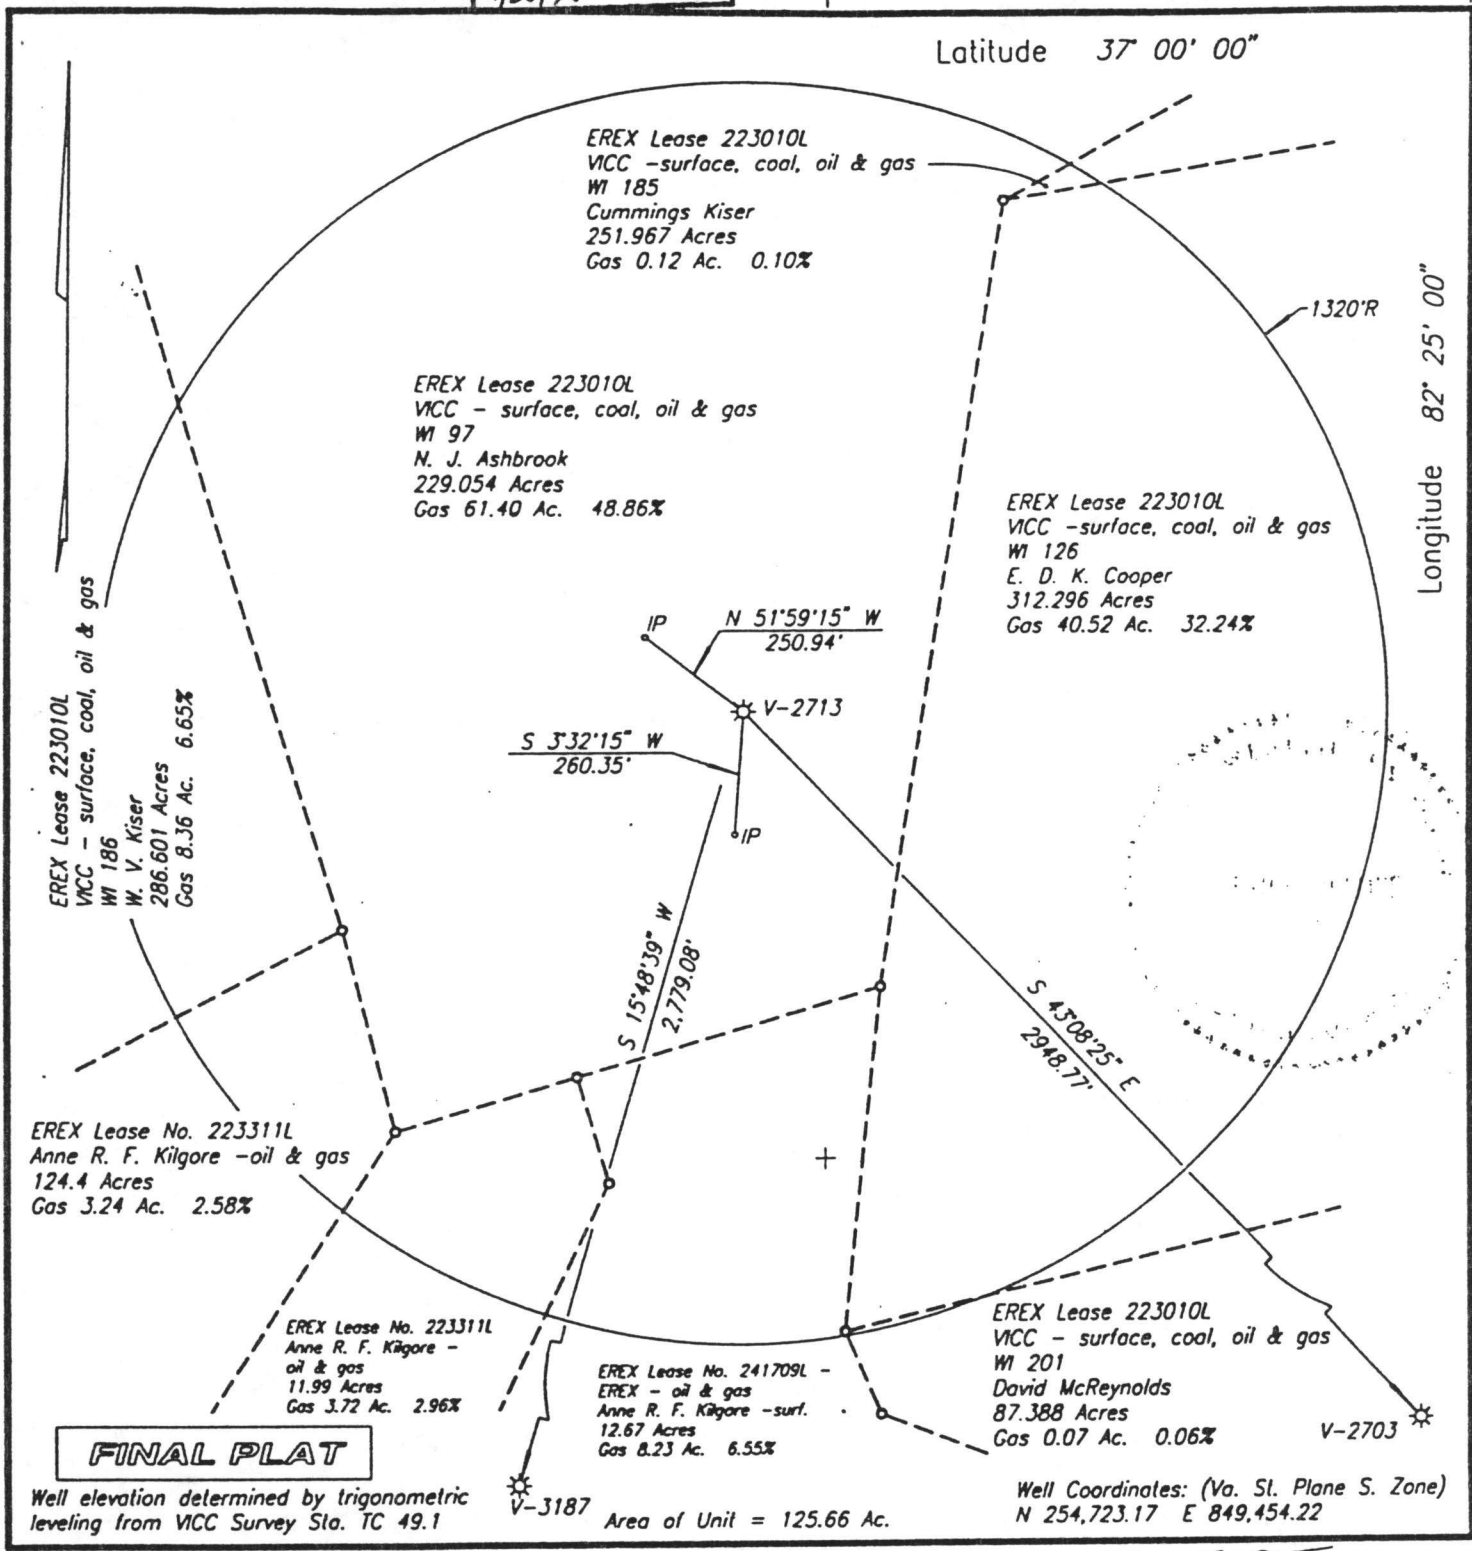 Latitude 37° 00' 00"
EREX Lease 223010L
VICC -surface, coal, oil & gas
WI 185
Cummings Kiser
251.967 Acres
Gas 0.12 Ac. 0.10%
1320'R
Longitude 82° 25' 00"
EREX Lease 223010L
VICC - surface, coal, oil & gas
WI 97
N. J. Ashbrook
229.054 Acres
Gas 61.40 Ac. 48.86%
EREX Lease 223010L
VICC -surface, coal, oil & gas
WI 126
E. D. K. Cooper
312.296 Acres
Gas 40.52 Ac. 32.24%
EREX Lease 223010L
VICC - surface, coal, oil & gas
WI 186
W. V. Kiser
286.601 Acres
Gas 8.36 Ac. 6.65%
IP
N 51°59'15" W
250.94'
V-2713
S 3°32'15" W
260.35'
IP
S 15°48'39" W
2,779.08'
S 43°08'25" E
2948.77'
EREX Lease No. 223311L
Anne R. F. Kilgore -oil & gas
124.4 Acres
Gas 3.24 Ac. 2.58%
EREX Lease No. 223311L
Anne R. F. Kilgore -
oil & gas
11.99 Acres
Gas 3.72 Ac. 2.96%
EREX Lease No. 241709L -
EREX - oil & gas
Anne R. F. Kilgore -surf.
12.67 Acres
Gas 8.23 Ac. 6.55%
EREX Lease 223010L
VICC - surface, coal, oil & gas
WI 201
David McReynolds
87.388 Acres
Gas 0.07 Ac. 0.06%
V-2703
FINAL PLAT
Well elevation determined by trigonometric
leveling from VICC Survey Sta. TC 49.1
V-3187
Area of Unit = 125.66 Ac.
Well Coordinates: (Va. St. Plane S. Zone)
N 254,723.17 E 849,454.22